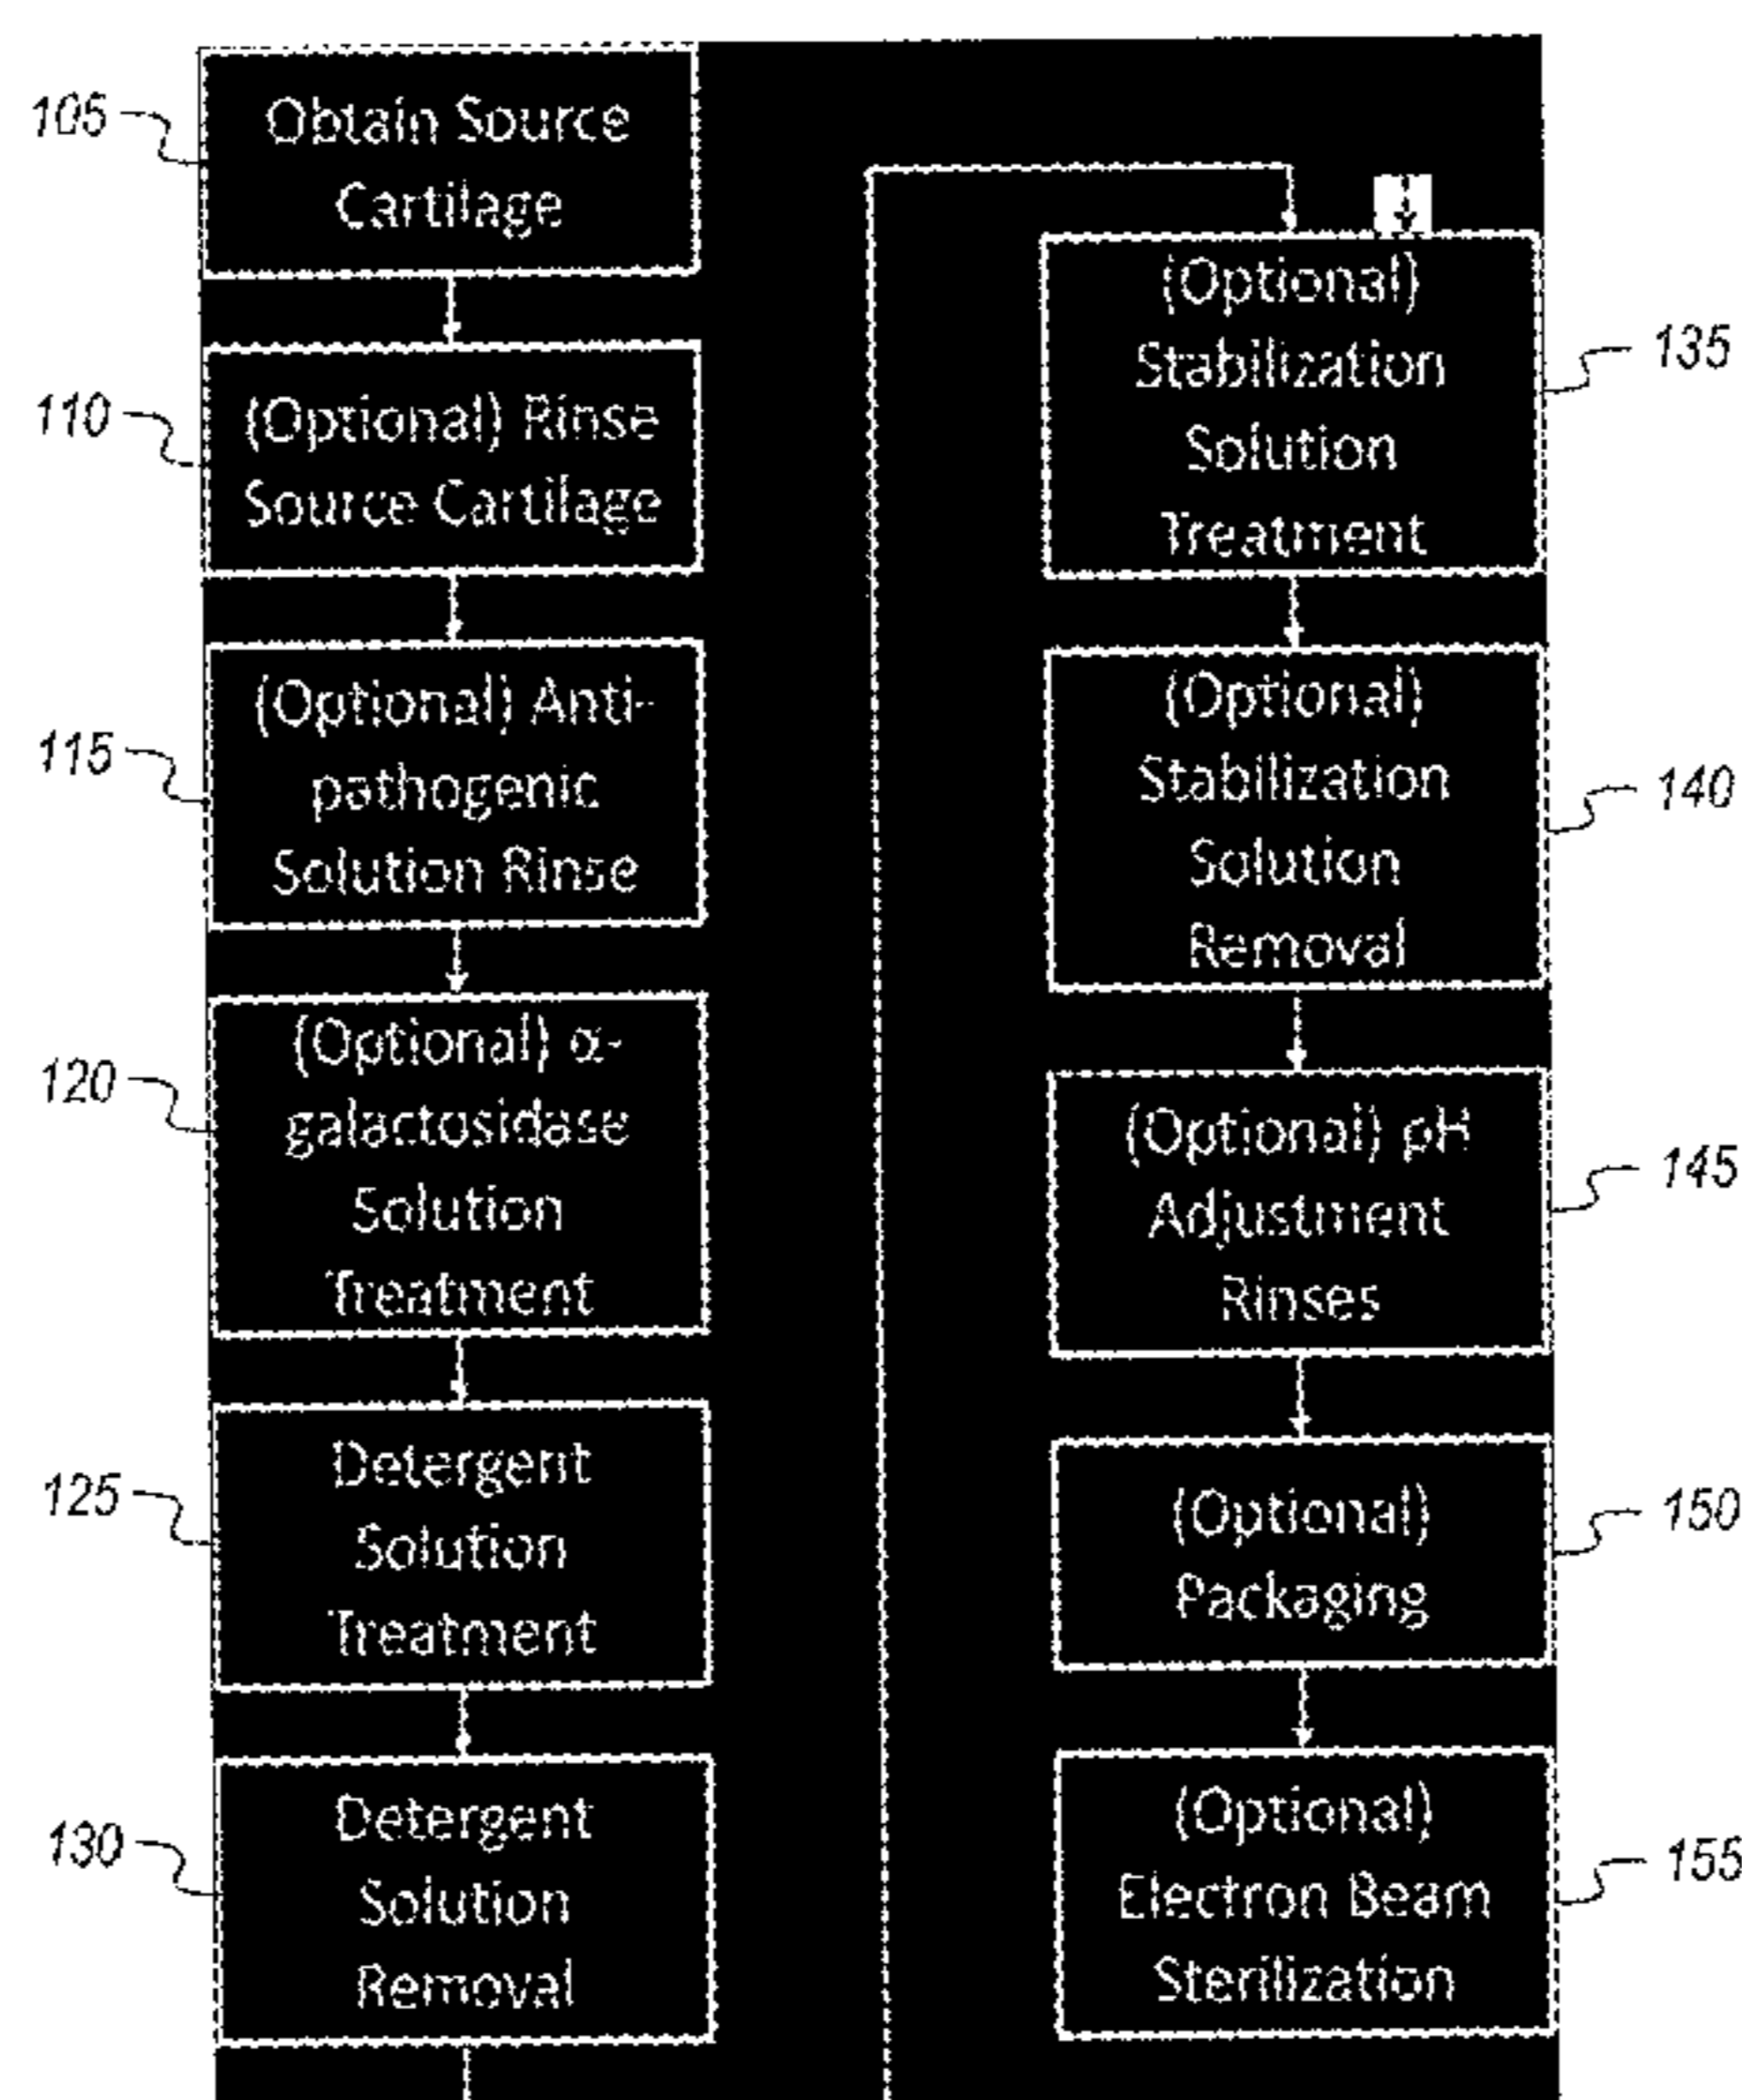 105
Obtain Source
Cartilage
110
(Optional) Rinse
Source Cartilage
115
(Optional) Anti-
pathogenic
Solution Rinse
120
(Optional) α-
galactosidase
Solution
Treatment
125
Detergent
Solution
Treatment
130
Detergent
Solution
Removal
(Optional)
Stabilization
Solution
Treatment
135
(Optional)
Stabilization
Solution
Removal
140
(Optional) pH
Adjustment
Rinses
145
(Optional)
Packaging
150
(Optional)
Electron Beam
Sterilization
155